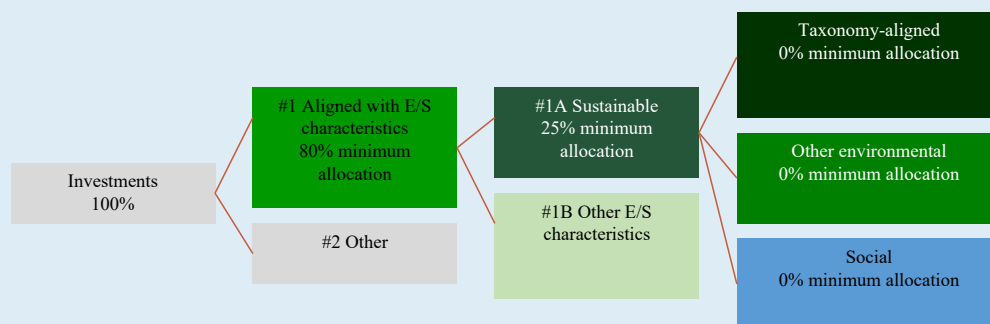 Investments
100%
#1 Aligned with E/S
characteristics
80% minimum
allocation
#2 Other
#1A Sustainable
25% minimum
allocation
#1B Other E/S
characteristics
Taxonomy-aligned
0% minimum allocation
Other environmental
0% minimum allocation
Social
0% minimum allocation